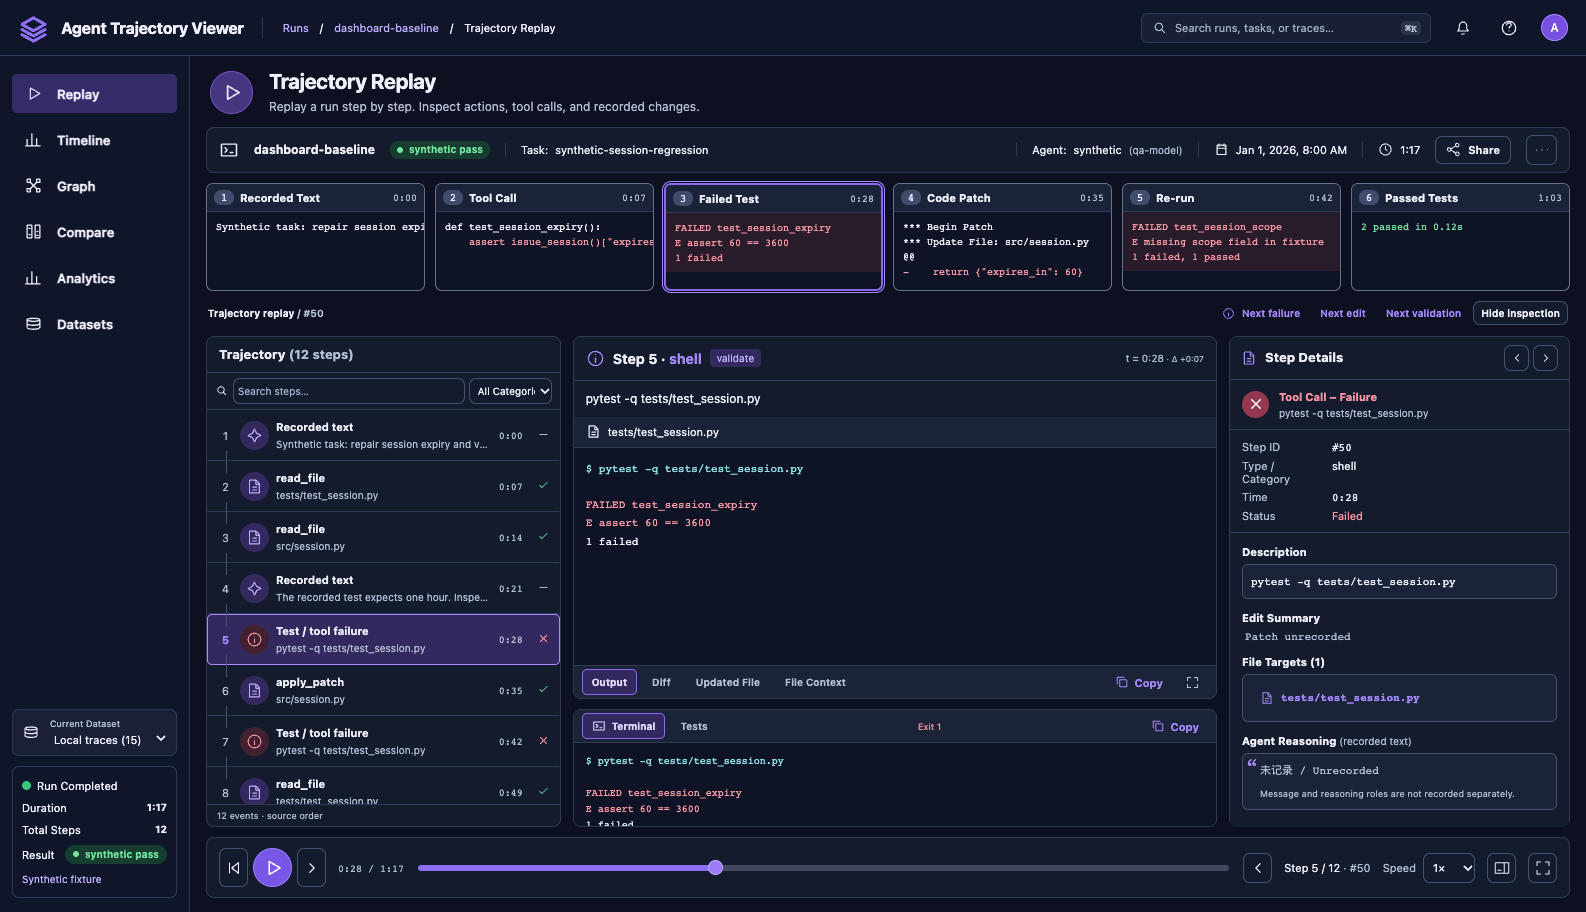 Agent Trajectory Viewer
Runs / dashboard-baseline / Trajectory Replay
Search runs, tasks, or traces...
⌘K
A
Replay
Timeline
Graph
Compare
Analytics
Datasets
Current Dataset
Local traces (15)
Run Completed
Duration 1:17
Total Steps 12
Result synthetic pass
Synthetic fixture
Trajectory Replay
Replay a run step by step. Inspect actions, tool calls, and recorded changes.
dashboard-baseline synthetic pass Task: synthetic-session-regression
Agent: synthetic (qa-model) Jan 1, 2026, 8:00 AM 1:17 Share ...
1 Recorded Text 0:00
Synthetic task: repair session expi
2 Tool Call 0:07
def test_session_expiry():
assert issue_session()["expires
3 Failed Test 0:28
FAILED test_session_expiry
E assert 60 == 3600
1 failed
4 Code Patch 0:35
*** Begin Patch
*** Update File: src/session.py
@@
- return {"expires_in": 60}
5 Re-run 0:42
FAILED test_session_scope
E missing scope field in fixture
1 failed, 1 passed
6 Passed Tests 1:03
2 passed in 0.12s
Trajectory replay / #50
Next failure Next edit Next validation Hide inspection
Trajectory (12 steps)
Search steps...
All Categori
1 Recorded text 0:00 —
Synthetic task: repair session expiry and v...
2 read_file 0:07
tests/test_session.py
3 read_file 0:14
src/session.py
4 Recorded text 0:21 —
The recorded test expects one hour. Inspe...
5 Test / tool failure 0:28
pytest -q tests/test_session.py
6 apply_patch 0:35
src/session.py
7 Test / tool failure 0:42
pytest -q tests/test_session.py
8 read_file 0:49
tests/test_session.py
12 events · source order
Step 5 · shell validate
t = 0:28 · Δ +0:07
pytest -q tests/test_session.py
tests/test_session.py
$ pytest -q tests/test_session.py
FAILED test_session_expiry
E assert 60 == 3600
1 failed
Output Diff Updated File File Context Copy
Terminal Tests Exit 1 Copy
$ pytest -q tests/test_session.py
FAILED test_session_expiry
E assert 60 == 3600
1 failed
Step Details
Tool Call – Failure
pytest -q tests/test_session.py
Step ID #50
Type / Category shell
Time 0:28
Status Failed
Description
pytest -q tests/test_session.py
Edit Summary
Patch unrecorded
File Targets (1)
tests/test_session.py
Agent Reasoning (recorded text)
“ 未记录 / Unrecorded
Message and reasoning roles are not recorded separately.
0:28 / 1:17
Step 5 / 12 · #50 Speed 1×